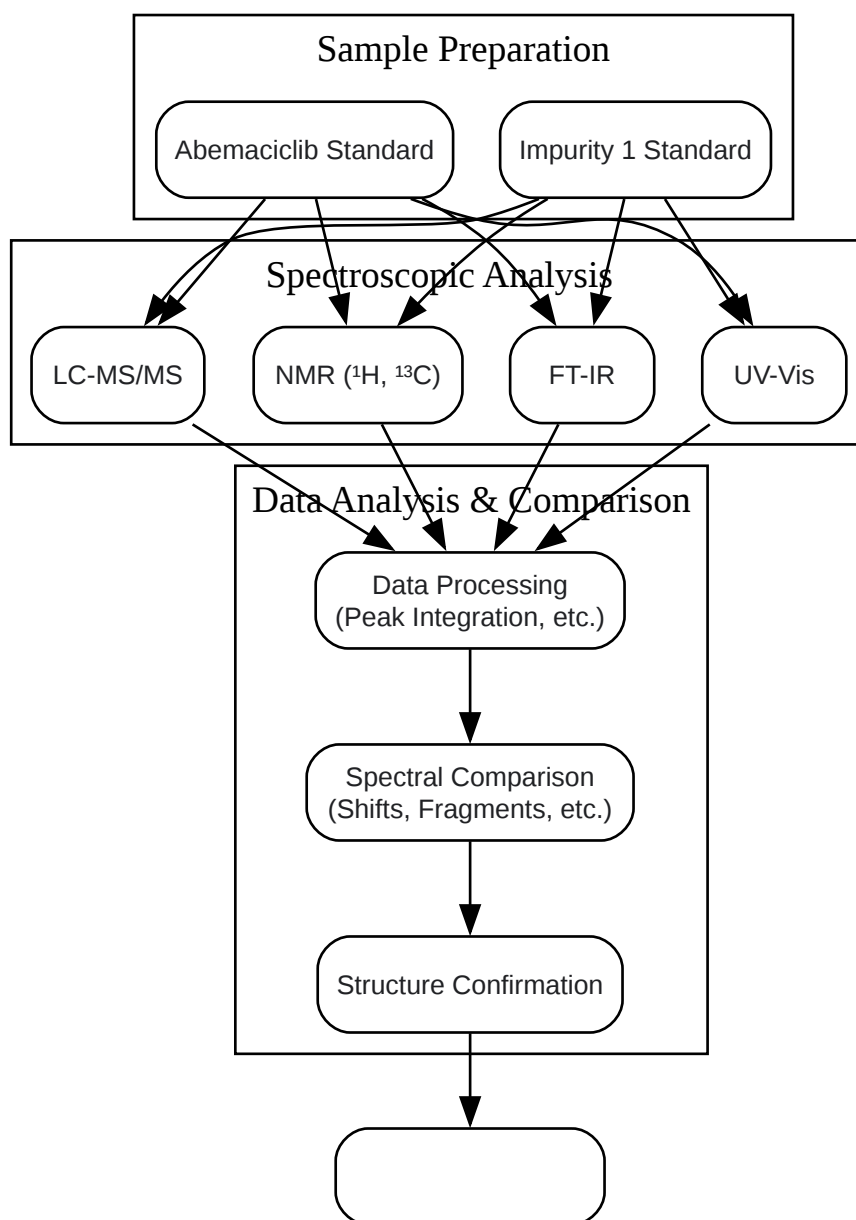 Sample Preparation
Abemaciclib Standard
Impurity 1 Standard
Spectroscopic Analysis
LC-MS/MS
NMR (¹H, ¹³C)
FT-IR
UV-Vis
Data Analysis & Comparison
Data Processing
(Peak Integration, etc.)
Spectral Comparison
(Shifts, Fragments, etc.)
Structure Confirmation